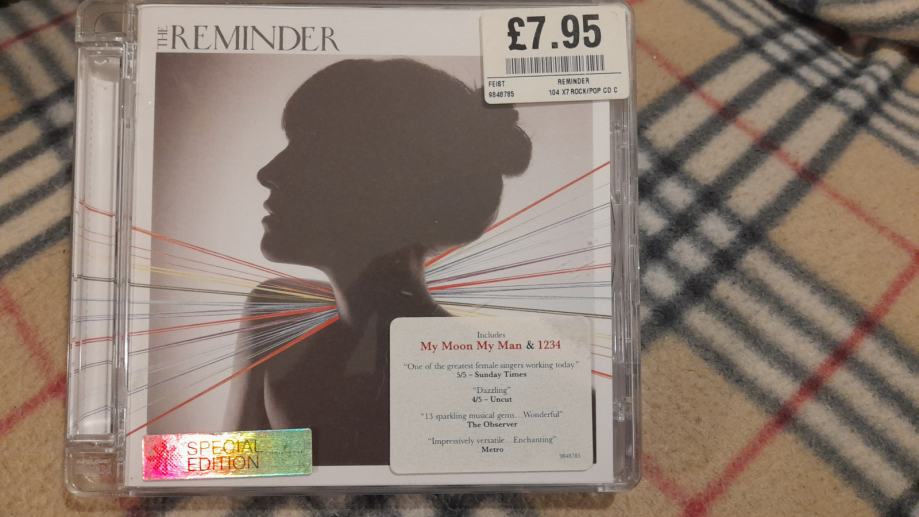 THE REMINDER
£7.95
FEIST REMINDER
9848785 104 X7 ROCK/POP CD C
Includes
My Moon My Man & 1234
“One of the greatest female singers working today”
5/5 – Sunday Times
“Dazzling”
4/5 – Uncut
“13 sparkling musical gems…Wonderful”
The Observer
“Impressively versatile…Enchanting”
Metro
9848785
SPECIAL
EDITION